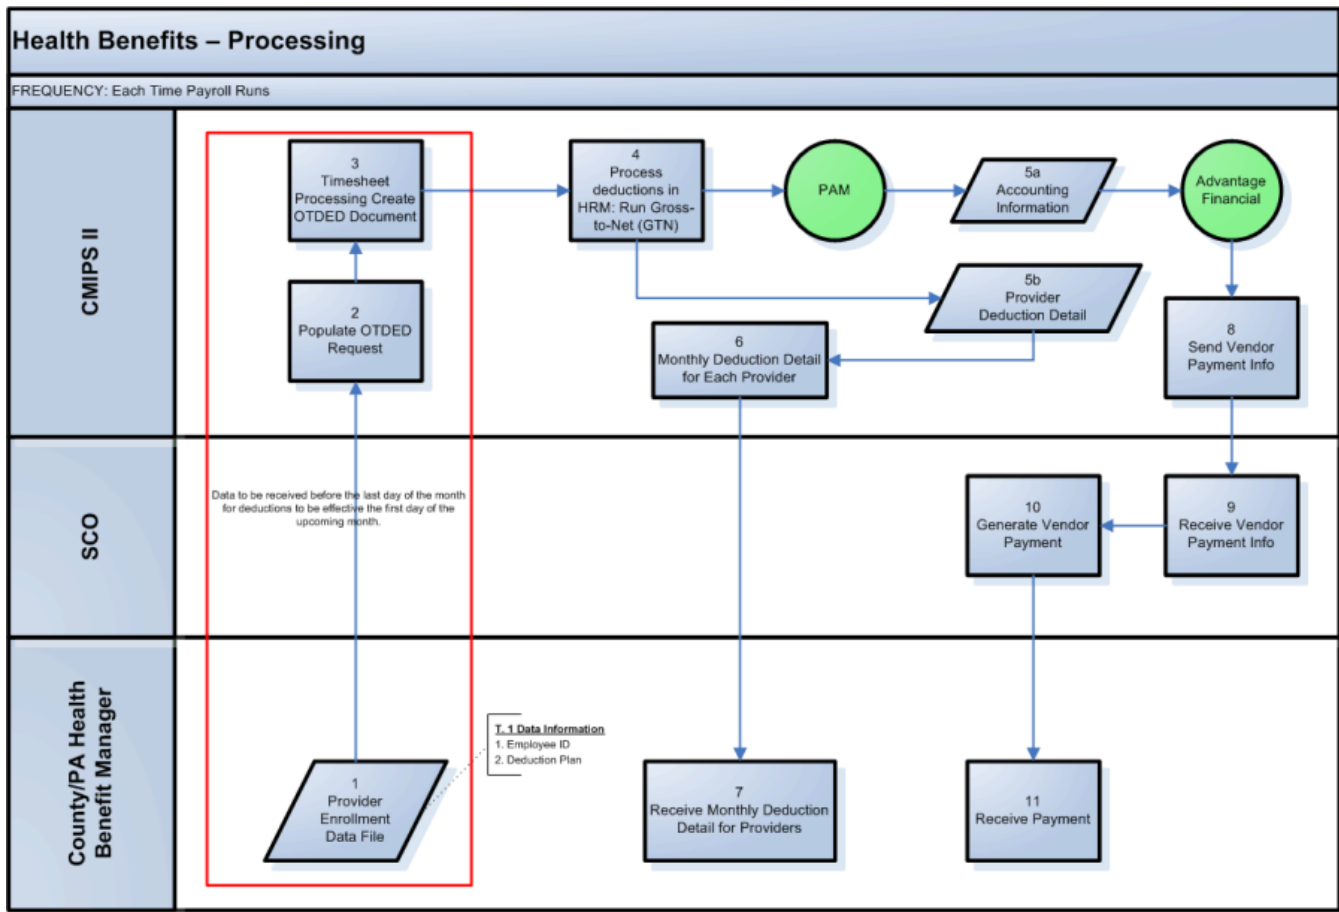 Health Benefits – Processing
FREQUENCY: Each Time Payroll Runs
CMIPS II
3
Timesheet
Processing Create
OTDED Document
4
Process
deductions in
HRM: Run Gross-
to-Net (GTN)
PAM
5a
Accounting
Information
Advantage
Financial
2
Populate OTDED
Request
5b
Provider
Deduction Detail
6
Monthly Deduction Detail
for Each Provider
8
Send Vendor
Payment Info
SCO
Data to be received before the last day of the month
for deductions to be effective the first day of the
upcoming month.
10
Generate Vendor
Payment
9
Receive Vendor
Payment Info
County/PA Health
Benefit Manager
1
Provider
Enrollment
Data File
T. 1 Data Information
1. Employee ID
2. Deduction Plan
7
Receive Monthly Deduction
Detail for Providers
11
Receive Payment